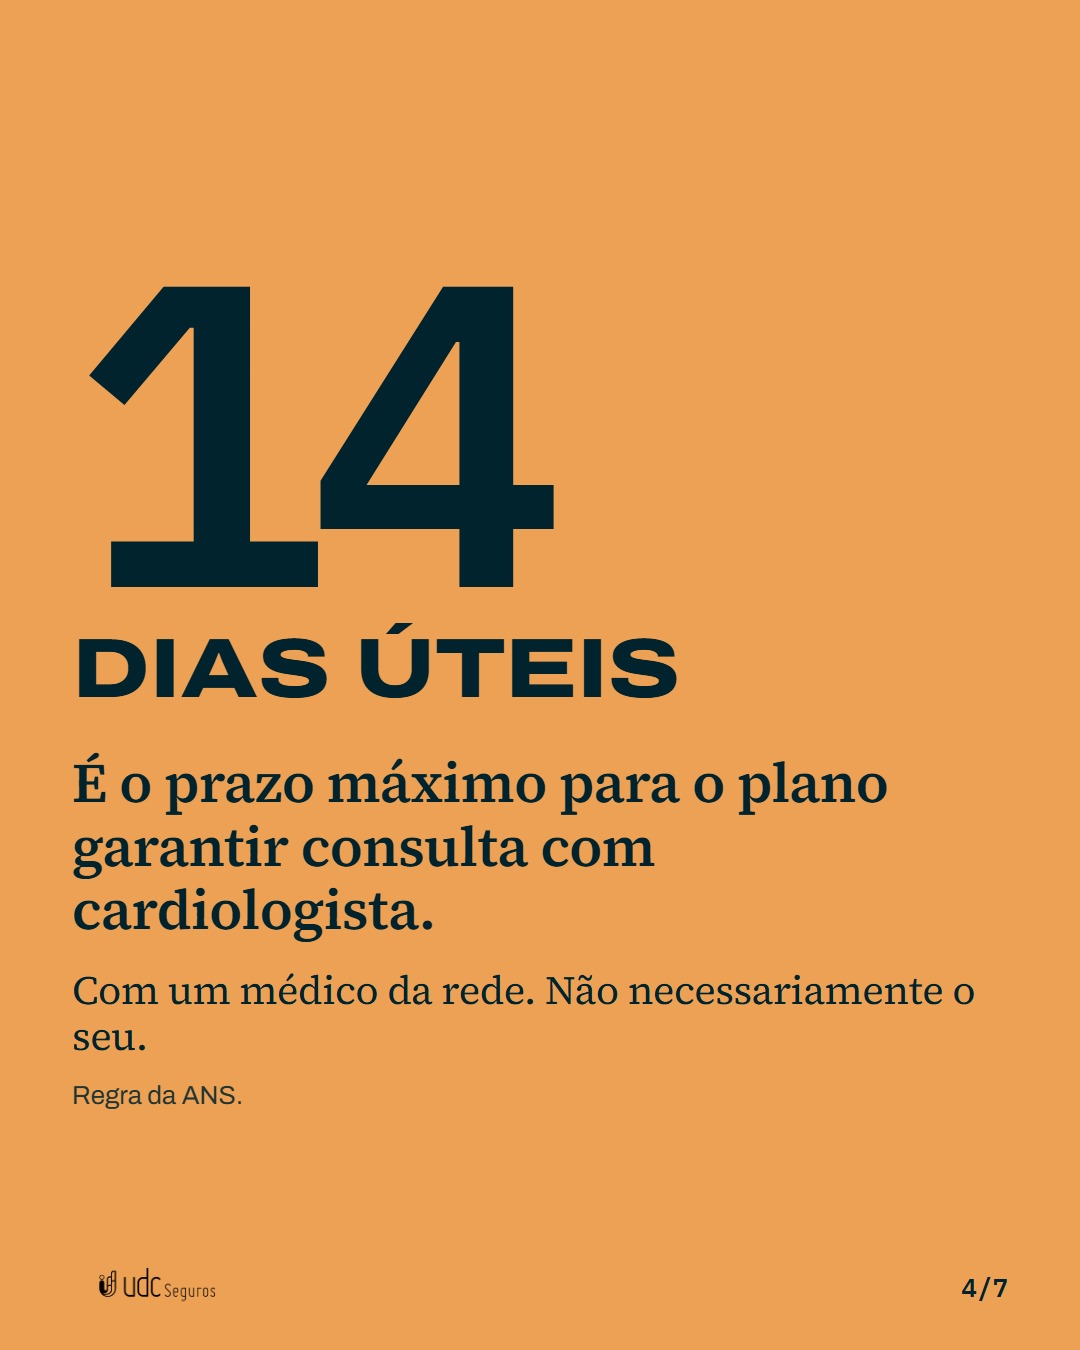 14
DIAS ÚTEIS
É o prazo máximo para o plano
garantir consulta com
cardiologista.
Com um médico da rede. Não necessariamente o
seu.
Regra da ANS.
udc Seguros
4/7